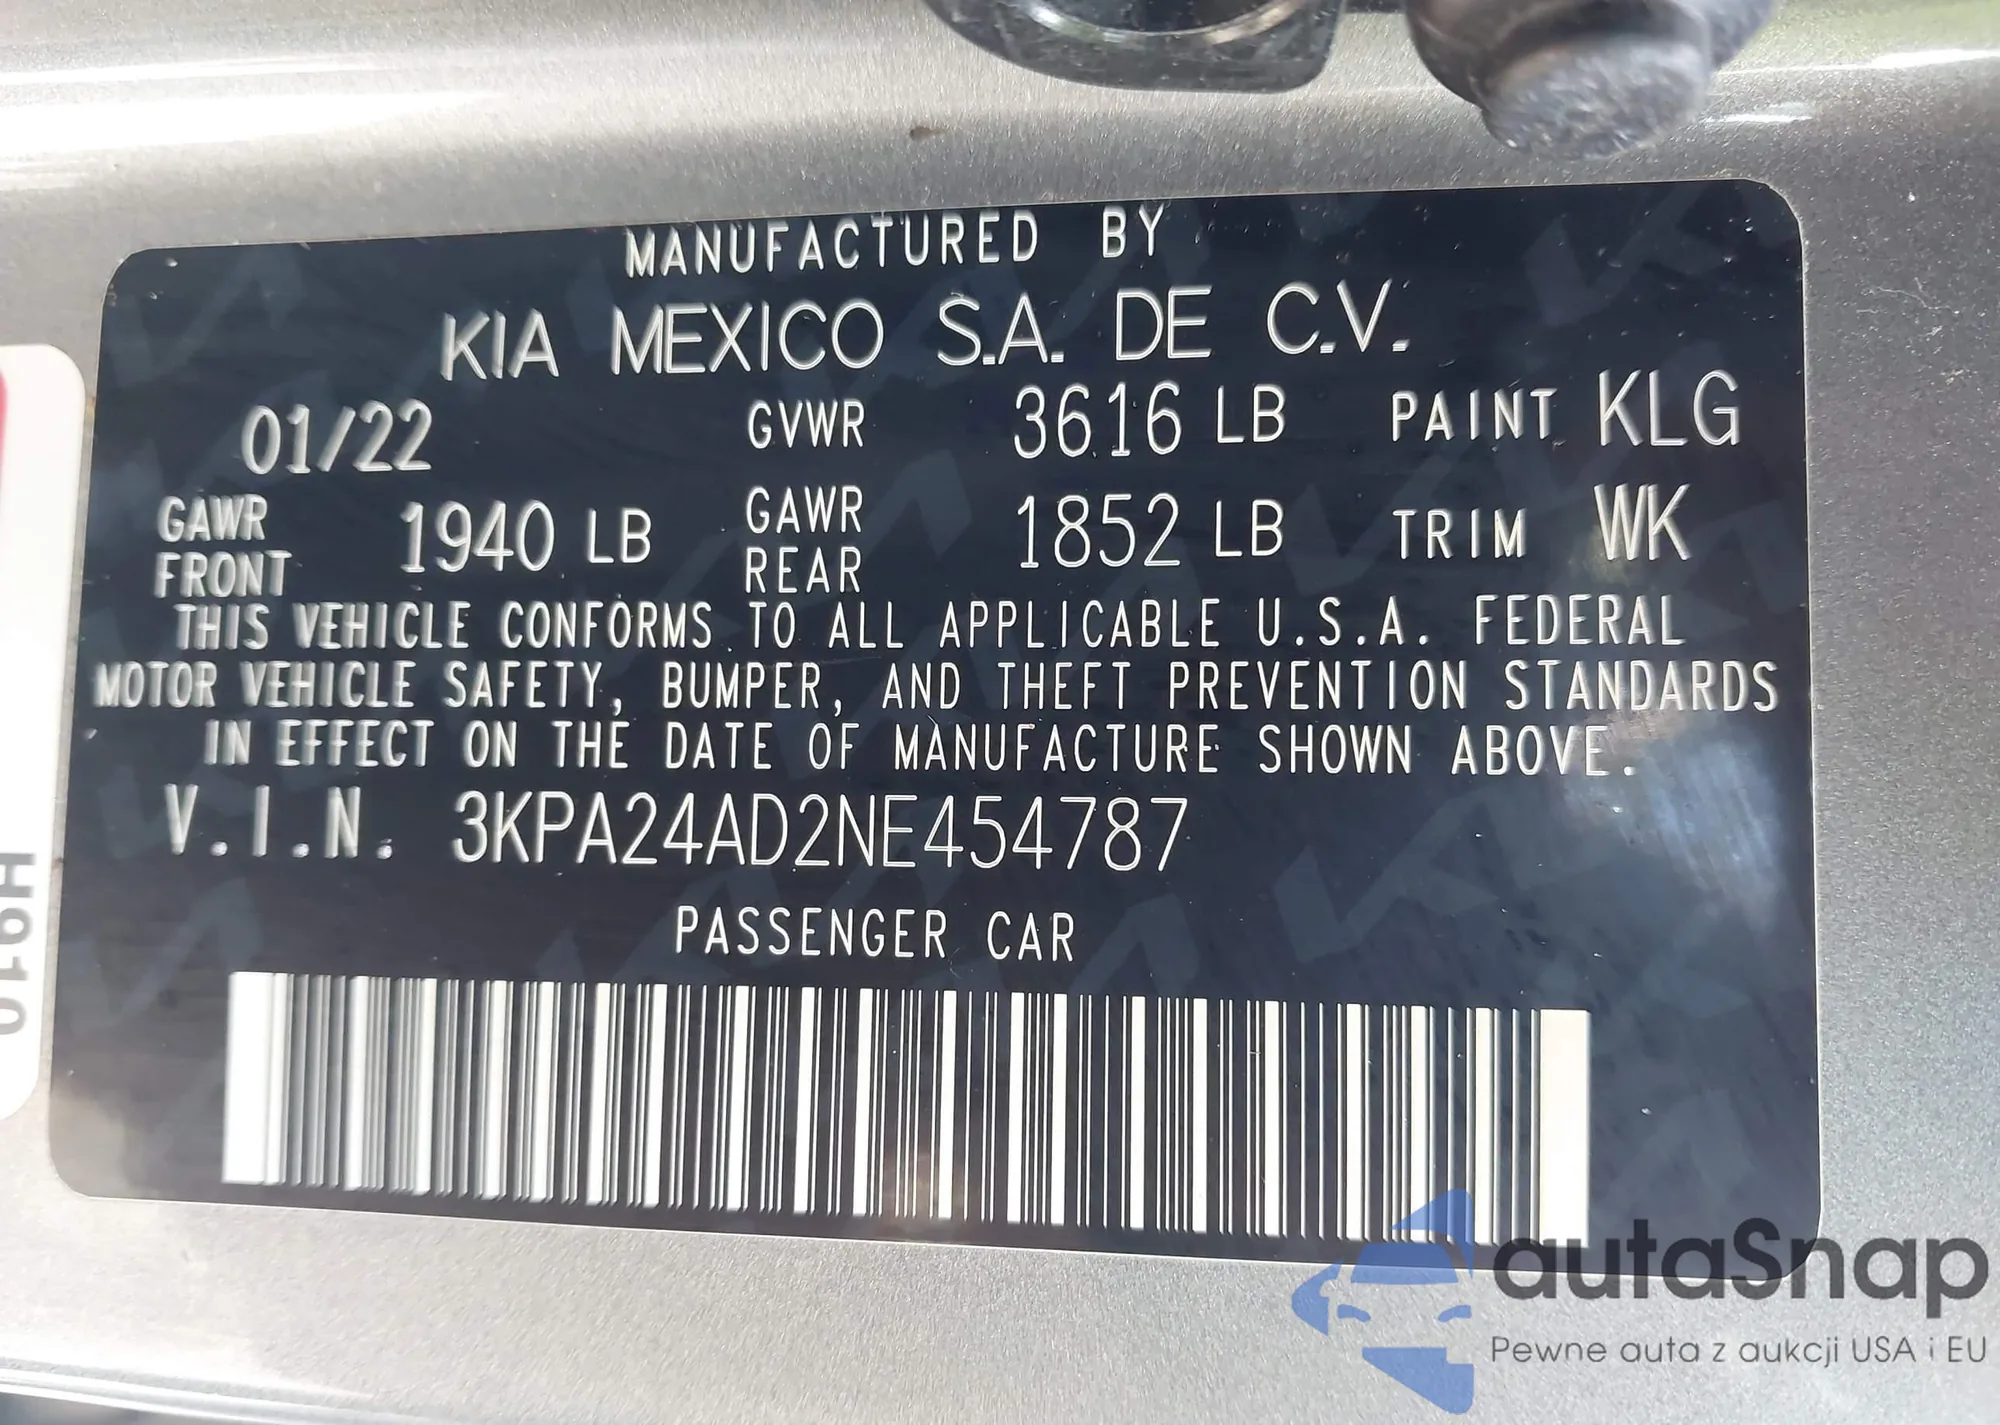 MANUFACTURED BY
KIA MEXICO S.A. DE C.V.
01/22 GVWR 3616 LB PAINT KLG
GAWR FRONT 1940 LB GAWR REAR 1852 LB TRIM WK
THIS VEHICLE CONFORMS TO ALL APPLICABLE U.S.A. FEDERAL
MOTOR VEHICLE SAFETY, BUMPER, AND THEFT PREVENTION STANDARDS
IN EFFECT ON THE DATE OF MANUFACTURE SHOWN ABOVE.
V.I.N. 3KPA24AD2NE454787
PASSENGER CAR
H910
autoSnap
Pewne auta z aukcji USA i EU